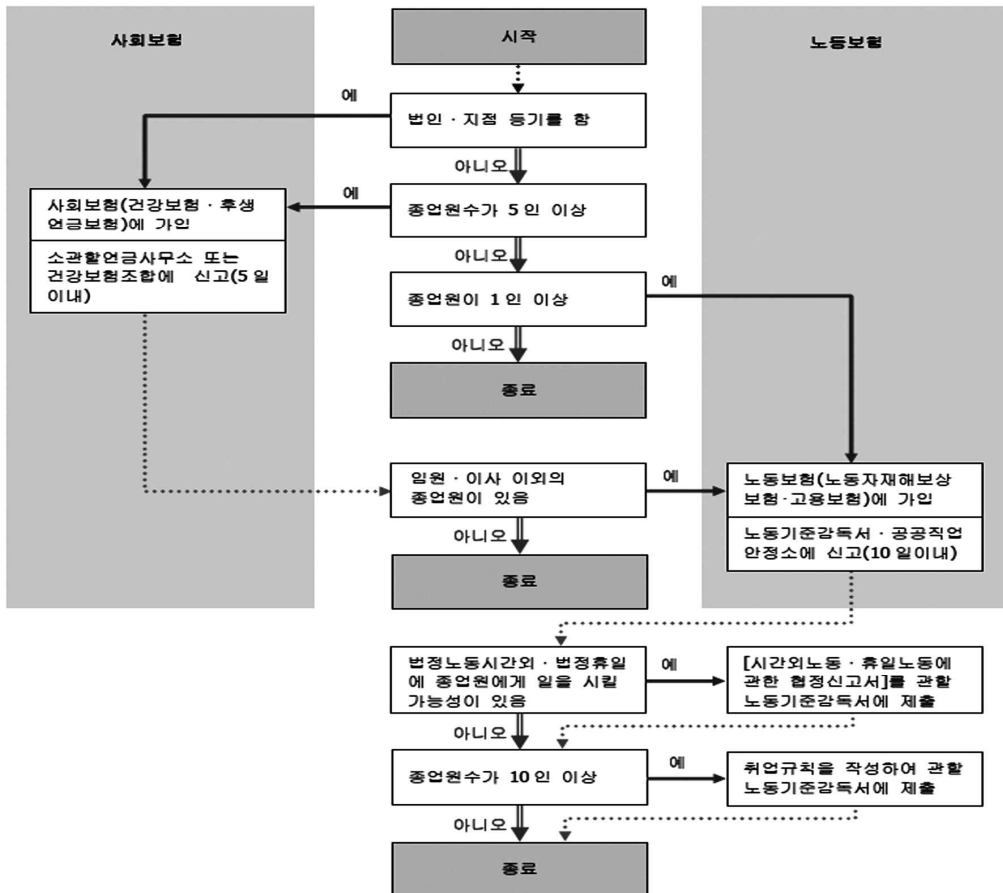 사회보험
시작
노동보험
에
법인 · 지점 등기를 함
아니오
사회보험(건강보험 · 후생
연금보험)에 가입
에
종업원수가 5 인 이상
소관할연금사무소 또는
건강보험조합에 신고(5 일
이내)
아니오
종업원이 1 인 이상
에
아니오
종료
임원 · 이사 이외의
종업원이 있음
에
노동보험(노동자재해보상
보험·고용보험)에 가입
노동기준감독서 · 공공직업
안정소에 신고(10 일이내)
아니오
종료
법정노동시간외 · 법정휴일
에 종업원에게 일을 시킬
가능성이 있음
에
[시간외노동 · 휴일노동에
관한 협정신고서]를 관할
노동기준감독서에 제출
아니오
종업원수가 10 인 이상
에
취업규칙을 작성하여 관할
노동기준감독서에 제출
아니오
종료